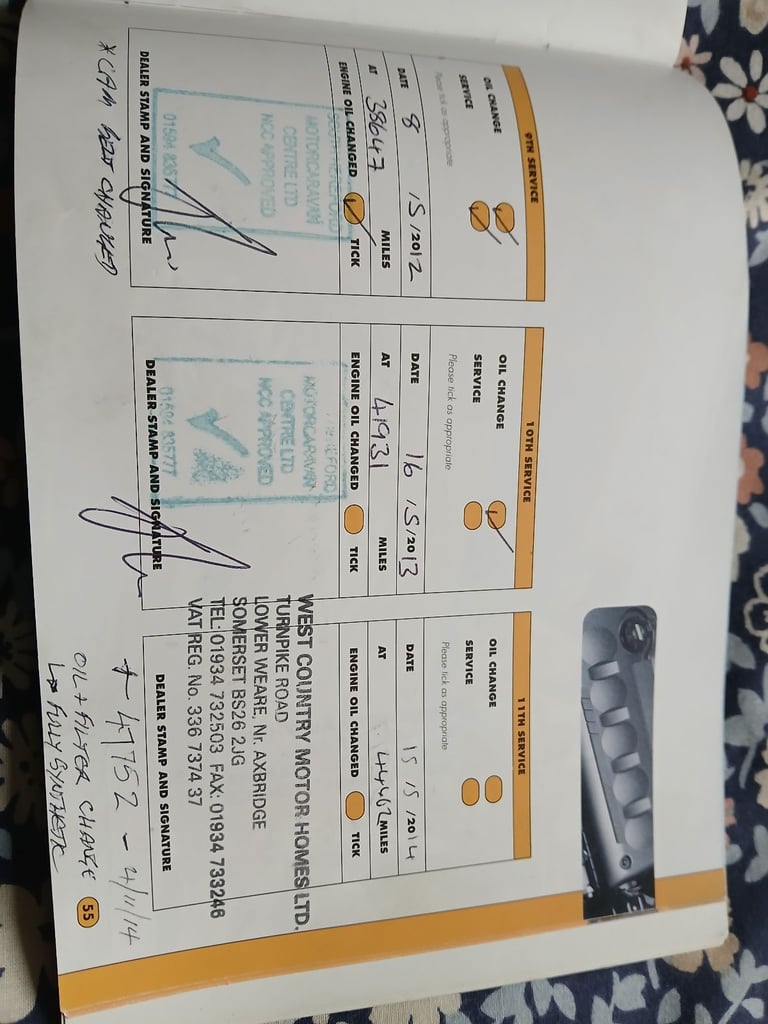 9TH SERVICE
OIL CHANGE
SERVICE
Please tick as appropriate
DATE 8 / 5 / 2012
AT 38647 MILES
ENGINE OIL CHANGED TICK
MOTORCARAVAN
CENTRE LTD
NCC APPROVED
DEALER STAMP AND SIGNATURE
* CAM BELT CHANGED
10TH SERVICE
OIL CHANGE
SERVICE
Please tick as appropriate
DATE 16 / 5 / 2013
AT 41931 MILES
ENGINE OIL CHANGED TICK
MOTORCARAVAN
CENTRE LTD
NCC APPROVED
01594 835777
DEALER STAMP AND SIGNATURE
11TH SERVICE
OIL CHANGE
SERVICE
Please tick as appropriate
DATE 15 / 5 / 2014
AT 44462 MILES
ENGINE OIL CHANGED TICK
WEST COUNTRY MOTOR HOMES LTD.
TURNPIKE ROAD
LOWER WEARE, Nr. AXBRIDGE
SOMERSET BS26 2JG
TEL: 01934 732503 FAX: 01934 733246
VAT REG. No. 336 7374 37
DEALER STAMP AND SIGNATURE
* 47752 - 4/11/14
OIL + FILTER CHANGE
↳ FULLY SYNTHETIC
55